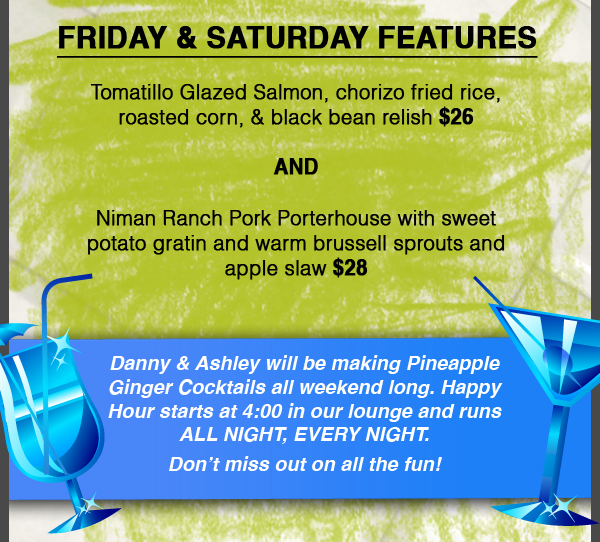 FRIDAY & SATURDAY FEATURES
Tomatillo Glazed Salmon, chorizo fried rice,
roasted corn, & black bean relish $26
AND
Niman Ranch Pork Porterhouse with sweet
potato gratin and warm brussell sprouts and
apple slaw $28
Danny & Ashley will be making Pineapple
Ginger Cocktails all weekend long. Happy
Hour starts at 4:00 in our lounge and runs
ALL NIGHT, EVERY NIGHT.
Don't miss out on all the fun!